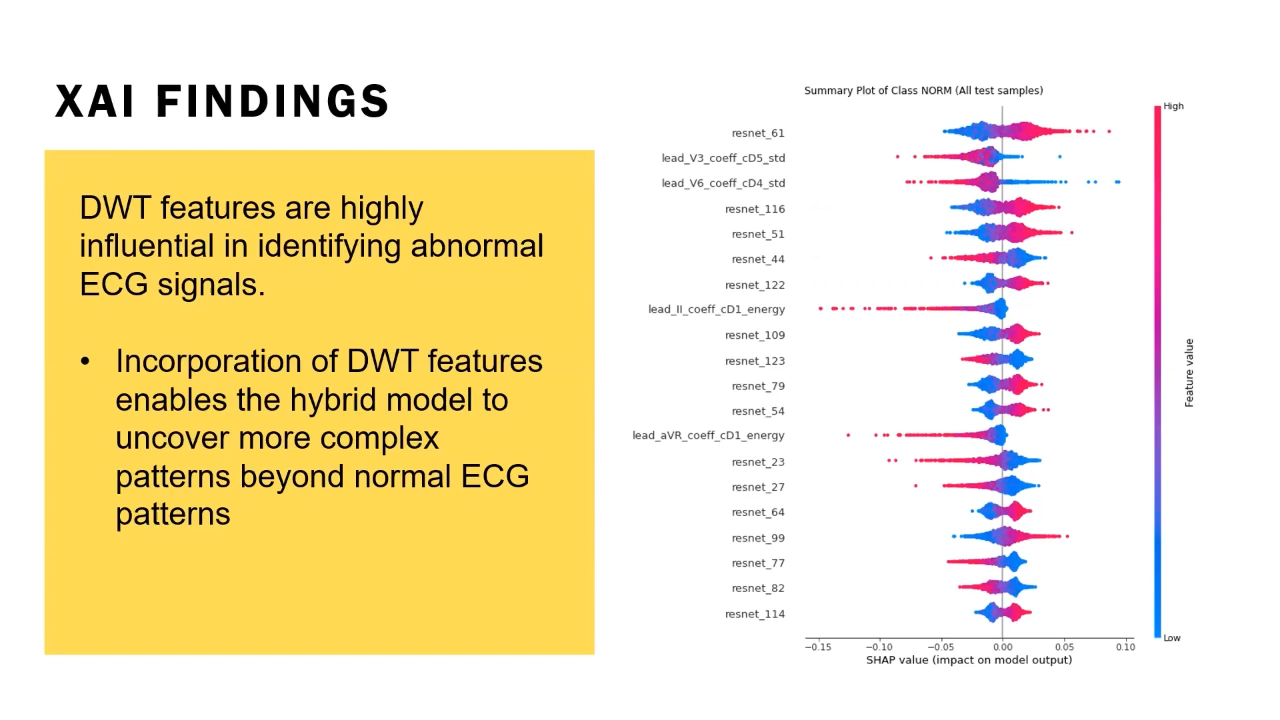 XAI FINDINGS
DWT features are highly
influential in identifying abnormal
ECG signals.
• Incorporation of DWT features
enables the hybrid model to
uncover more complex
patterns beyond normal ECG
patterns
Summary Plot of Class NORM (All test samples)
High
resnet_61
lead_V3_coeff_cD5_std
lead_V6_coeff_cD4_std
resnet_116
resnet_51
resnet_44
resnet_122
lead_II_coeff_cD1_energy
resnet_109
resnet_123
resnet_79
resnet_54
lead_aVR_coeff_cD1_energy
resnet_23
resnet_27
resnet_64
resnet_99
resnet_77
resnet_82
resnet_114
Feature value
Low
−0.15 −0.10 −0.05 0.00 0.05 0.10
SHAP value (impact on model output)